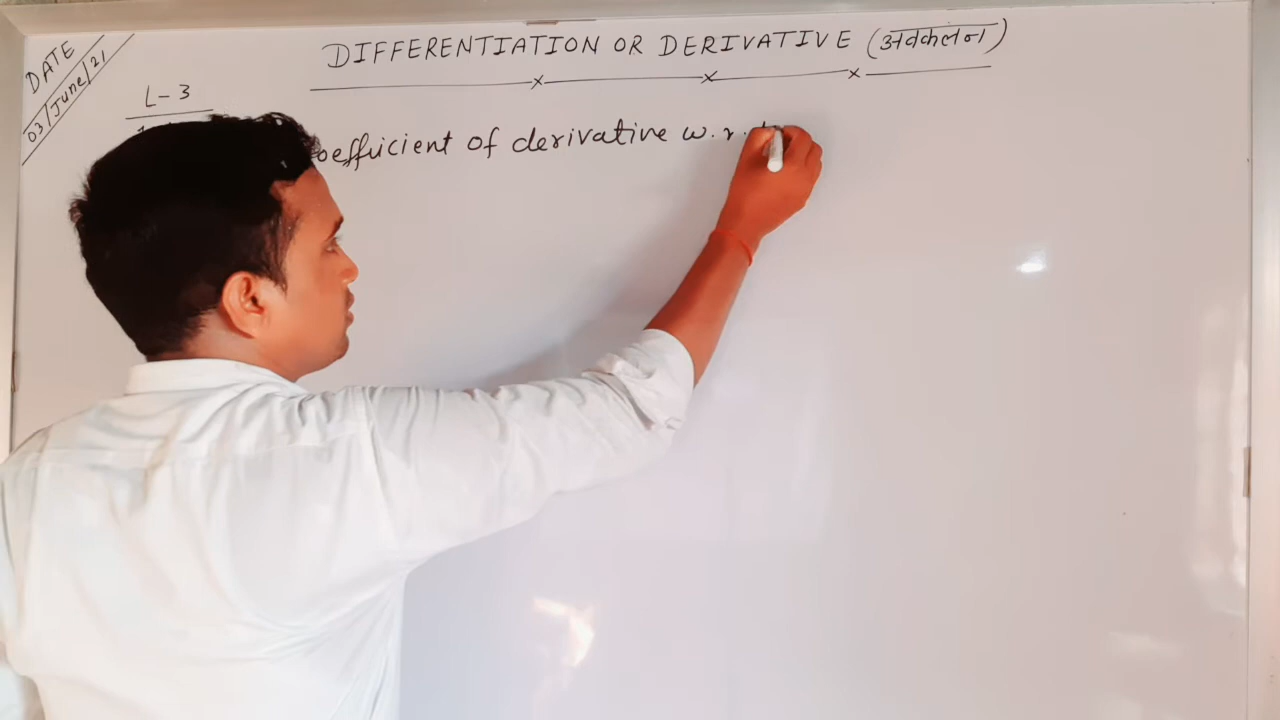 DATE
03/June/21
DIFFERENTIATION OR DERIVATIVE (अवकलन)
L-3
oefficient of derivative w.r.